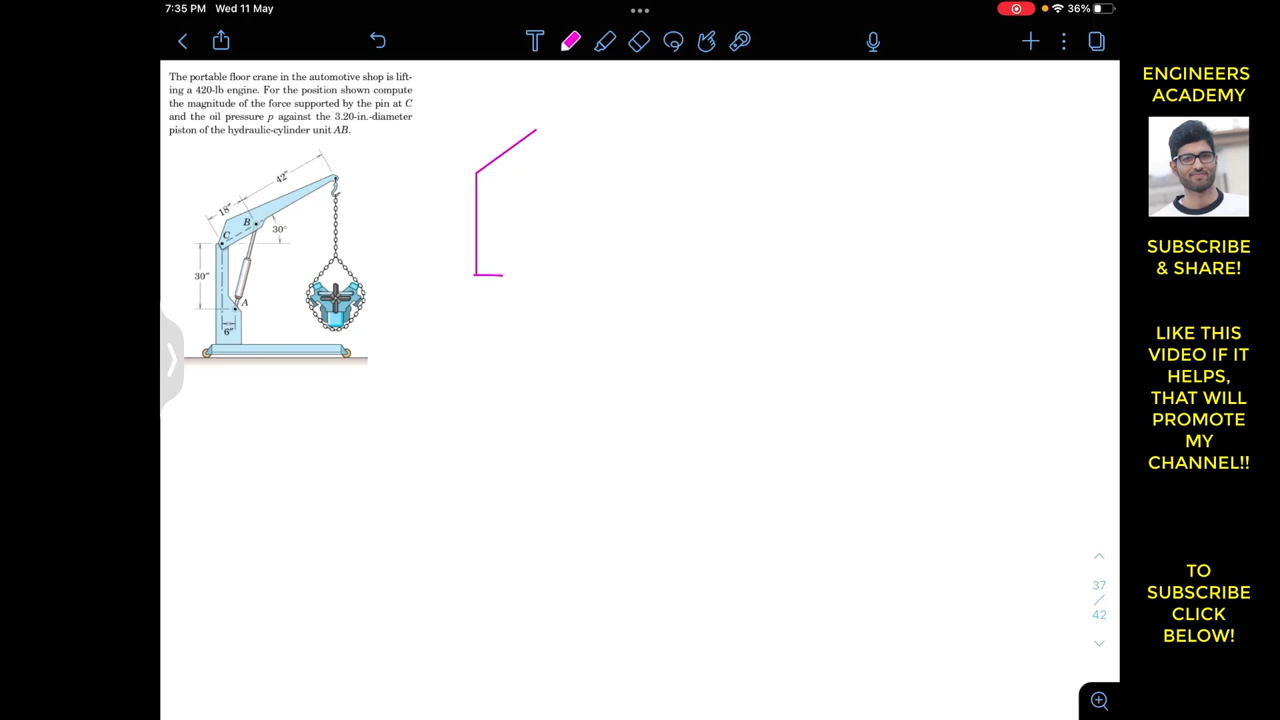 7:35 PM Wed 11 May
36%
The portable floor crane in the automotive shop is lift-
ing a 420-lb engine. For the position shown compute
the magnitude of the force supported by the pin at C
and the oil pressure p against the 3.20-in.-diameter
piston of the hydraulic-cylinder unit AB.
42"
18"
B
30°
C
30"
A
6"
37
42
ENGINEERS
ACADEMY
SUBSCRIBE
& SHARE!
LIKE THIS
VIDEO IF IT
HELPS,
THAT WILL
PROMOTE
MY
CHANNEL!!
TO
SUBSCRIBE
CLICK
BELOW!